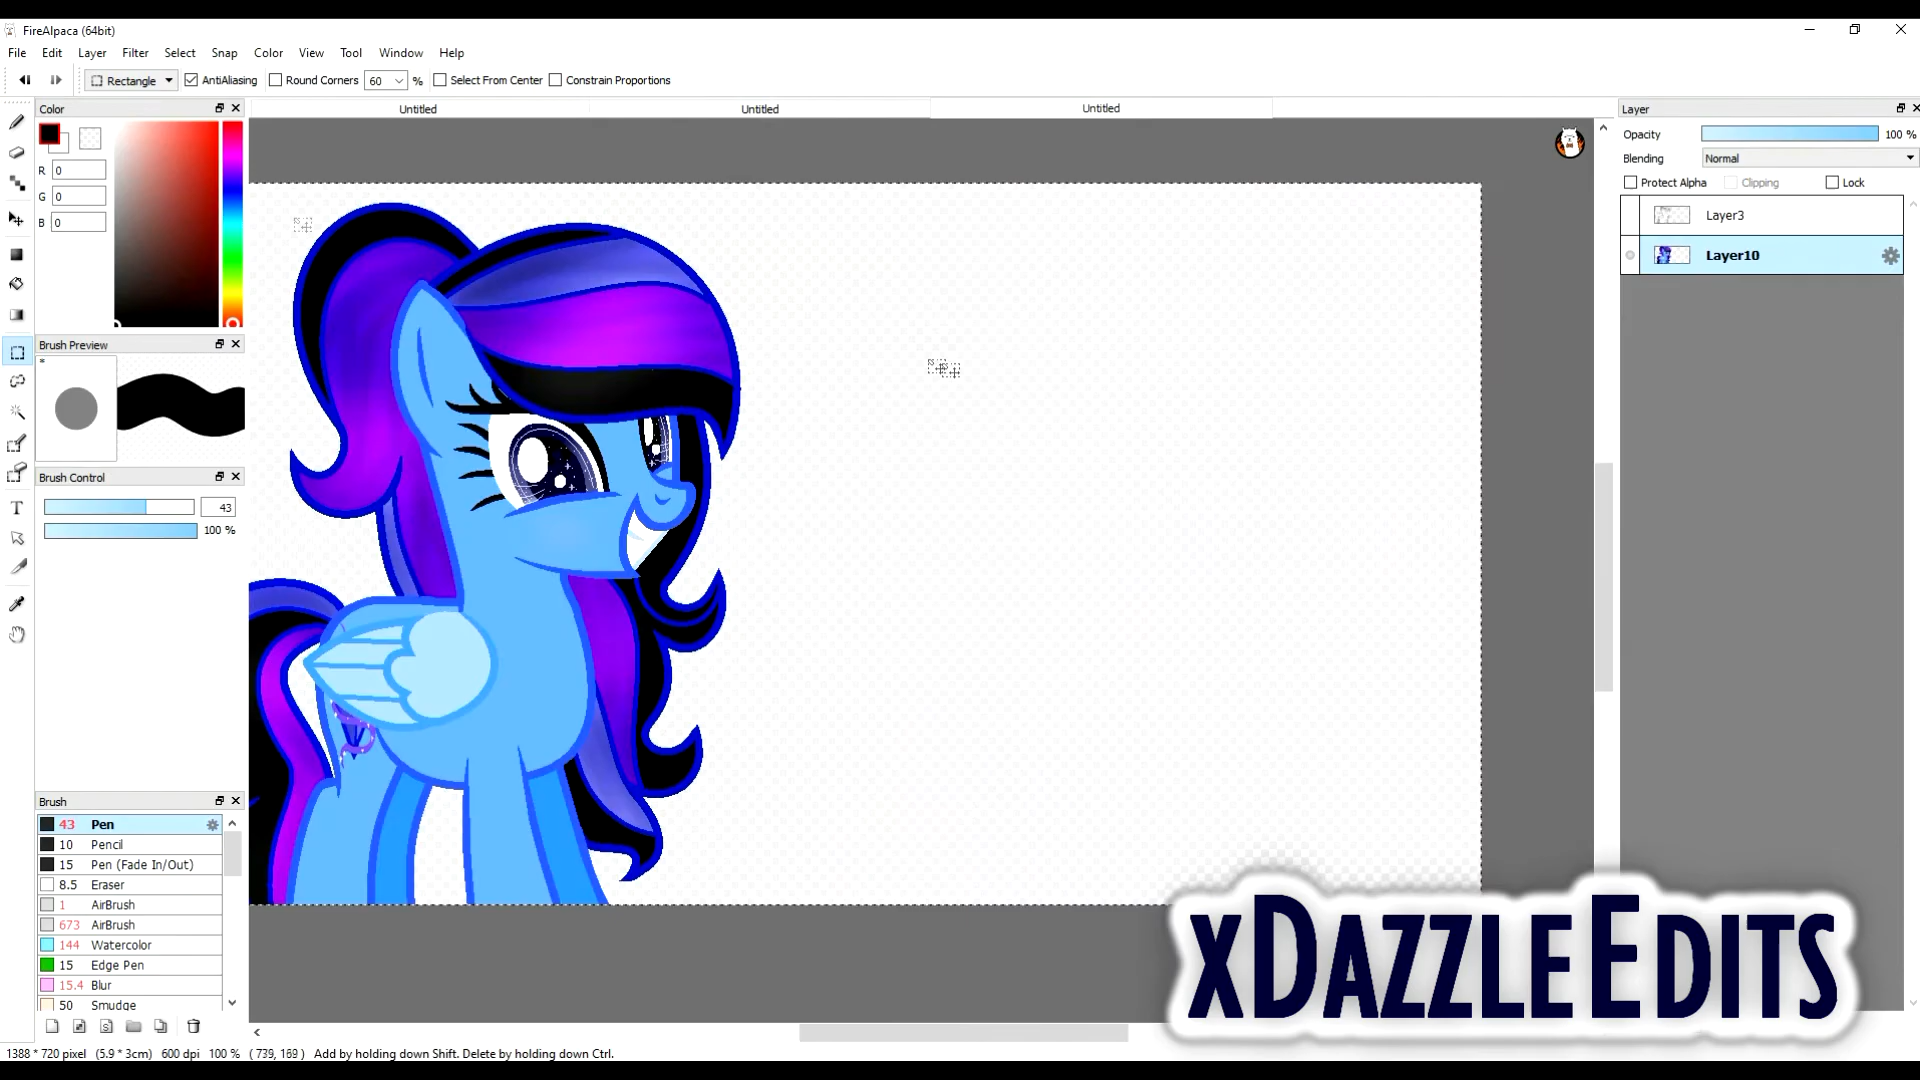 FireAlpaca (64bit)
File Edit Layer Filter Select Snap Color View Tool Window Help
Rectangle AntiAliasing Round Corners 60 % Select From Center Constrain Proportions
Color
Untitled Untitled Untitled
Layer
R 0
G 0
B 0
Opacity 100 %
Blending Normal
Protect Alpha Clipping Lock
Layer3
Layer10
Brush Preview
Brush Control
43
100 %
Brush
43 Pen
10 Pencil
15 Pen (Fade In/Out)
8.5 Eraser
1 AirBrush
673 AirBrush
144 Watercolor
15 Edge Pen
15.4 Blur
50 Smudge
xDazzleEdits
1388 * 720 pixel (5.9 * 3cm) 600 dpi 100 % ( 739, 169 ) Add by holding down Shift. Delete by holding down Ctrl.